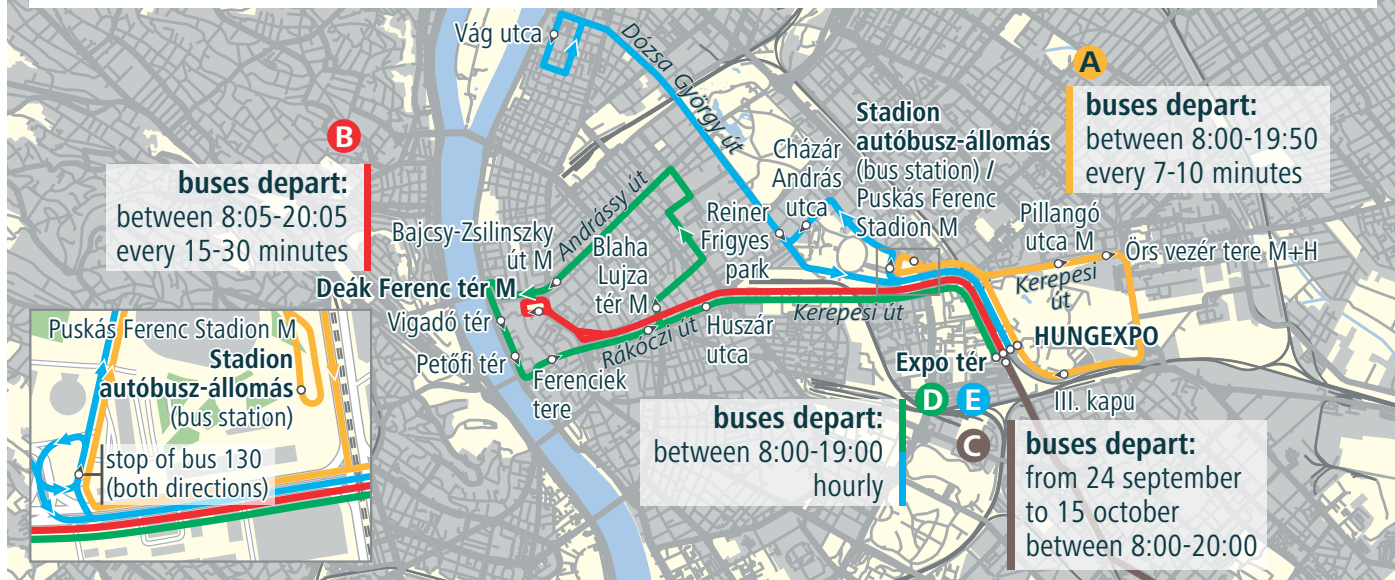 Vág utca
Dózsa György út
A
buses depart:
between 8:00-19:50
every 7-10 minutes
B
buses depart:
between 8:05-20:05
every 15-30 minutes
Stadion
autóbusz-állomás
(bus station) /
Puskás Ferenc
Stadion M
Cházár
András
utca
Reiner
Frigyes
park
Pillangó
utca M
Örs vezér tere M+H
Kerepesi
út
Andrássy út
Bajcsy-Zsilinszky
út M
Blaha
Lujza
tér M
Deák Ferenc tér M
Vigadó tér
Petőfi tér
Ferenciek
tere
Rákóczi út
Huszár
utca
Kerepesi út
HUNGEXPO
Expo tér
III. kapu
Puskás Ferenc Stadion M
Stadion
autóbusz-állomás
(bus station)
stop of bus 130
(both directions)
D E
buses depart:
between 8:00-19:00
hourly
C
buses depart:
from 24 september
to 15 october
between 8:00-20:00